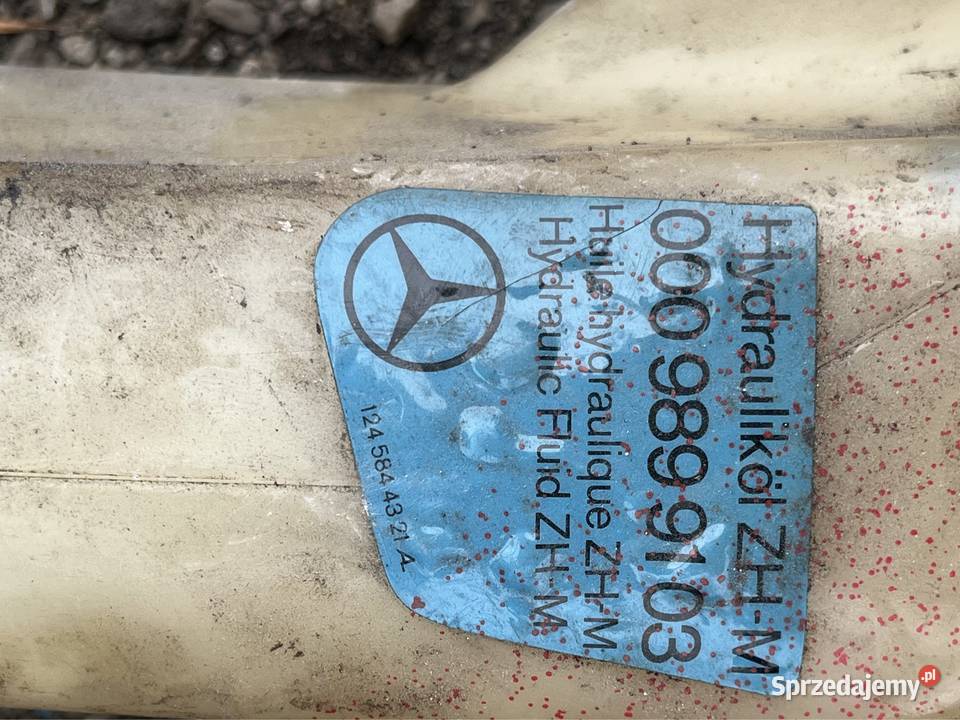 Hydrauliköl ZH-M
000 989 91 03
Huile hydraulique ZH-M
Hydraulic Fluid ZH-M
124 584 43 21 A
Sprzedajemy.pl